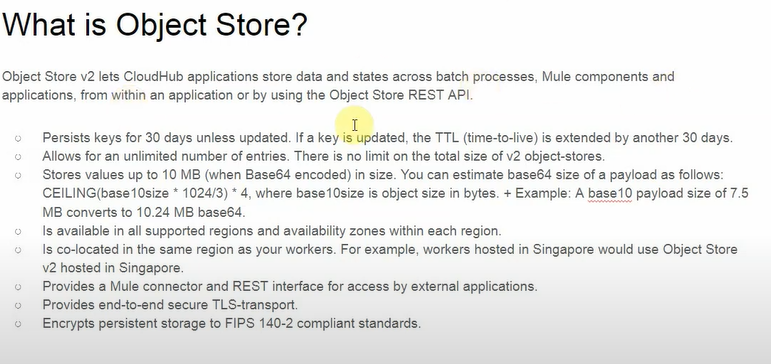 What is Object Store?
Object Store v2 lets CloudHub applications store data and states across batch processes, Mule components and
applications, from within an application or by using the Object Store REST API.
○ Persists keys for 30 days unless updated. If a key is updated, the TTL (time-to-live) is extended by another 30 days.
○ Allows for an unlimited number of entries. There is no limit on the total size of v2 object-stores.
○ Stores values up to 10 MB (when Base64 encoded) in size. You can estimate base64 size of a payload as follows:
CEILING(base10size * 1024/3) * 4, where base10size is object size in bytes. + Example: A base10 payload size of 7.5
MB converts to 10.24 MB base64.
○ Is available in all supported regions and availability zones within each region.
○ Is co-located in the same region as your workers. For example, workers hosted in Singapore would use Object Store
v2 hosted in Singapore.
○ Provides a Mule connector and REST interface for access by external applications.
○ Provides end-to-end secure TLS-transport.
○ Encrypts persistent storage to FIPS 140-2 compliant standards.